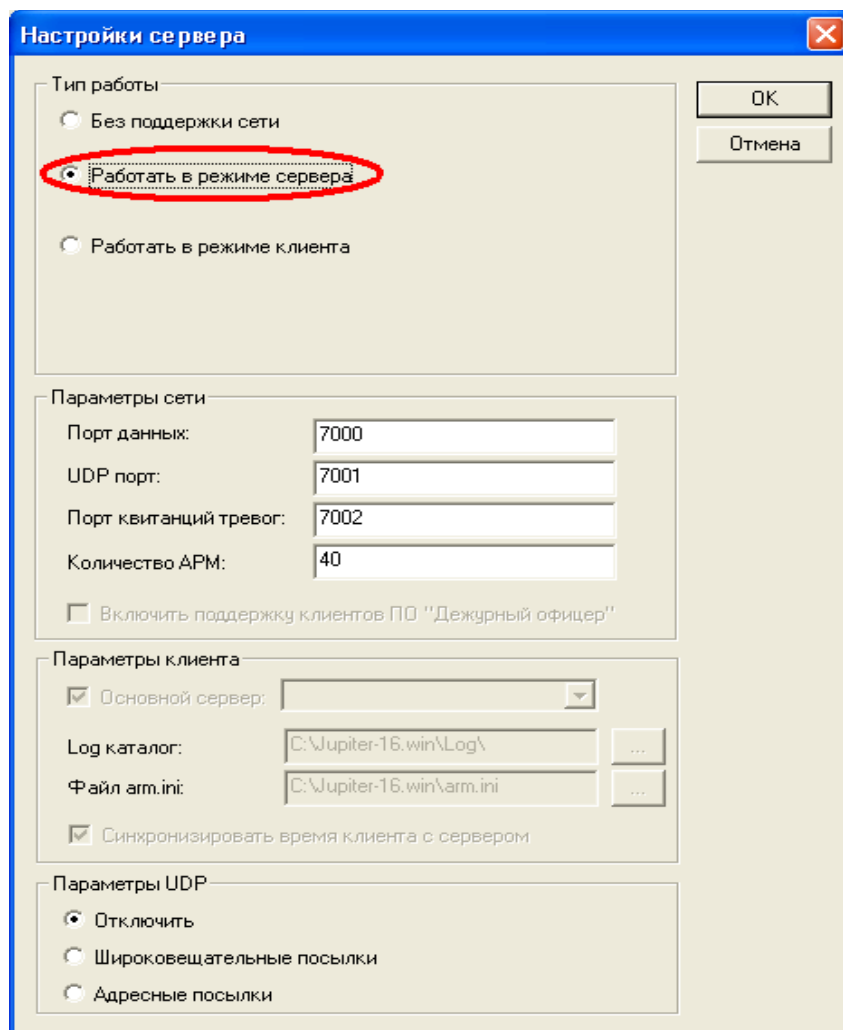 Настройки сервера
Тип работы
Без поддержки сети
Работать в режиме сервера
Работать в режиме клиента
OK
Отмена
Параметры сети
Порт данных: 7000
UDP порт: 7001
Порт квитанций тревог: 7002
Количество АРМ: 40
Включить поддержку клиентов ПО "Дежурный офицер"
Параметры клиента
Основной сервер:
Log каталог: C:\Jupiter-16.win\Log\ ...
Файл arm.ini: C:\Jupiter-16.win\arm.ini ...
Синхронизировать время клиента с сервером
Параметры UDP
Отключить
Широковещательные посылки
Адресные посылки